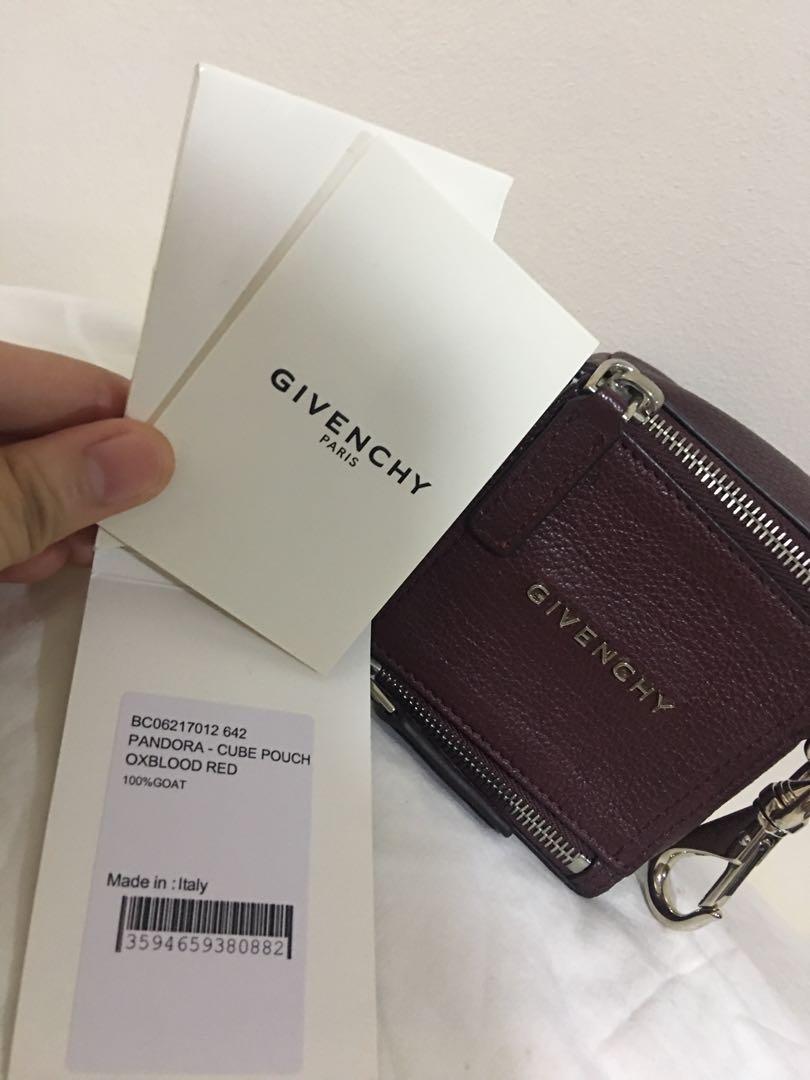 GIVENCHY
PARIS
GIVENCHY
BC06217012 642
PANDORA - CUBE POUCH
OXBLOOD RED
100%GOAT
Made in : Italy
3594659380882